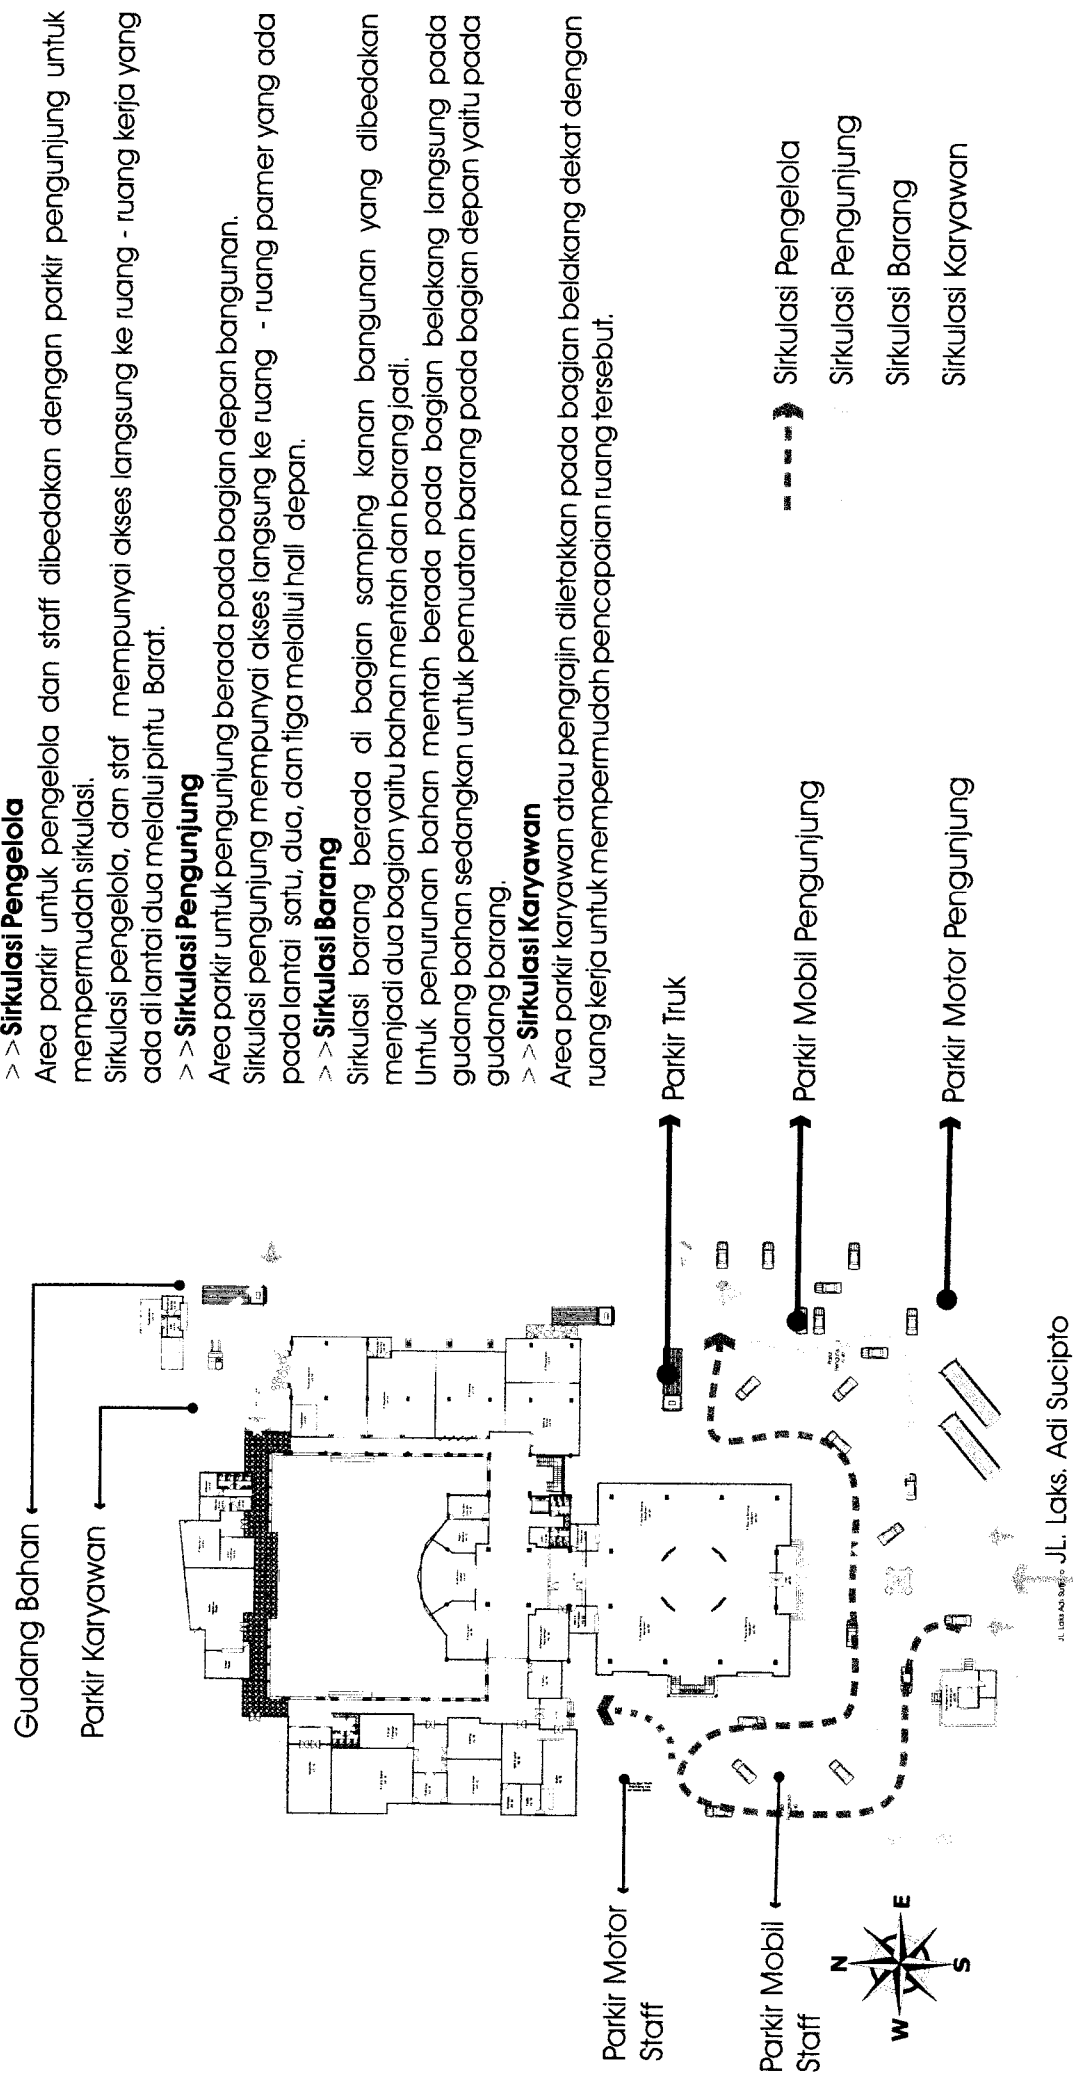 >> Sirkulasi Pengelola
Area parkir untuk pengelola dan staff dibedakan dengan parkir pengunjung untuk
mempermudah sirkulasi.
Sirkulasi pengelola, dan staf mempunyai akses langsung ke ruang - ruang kerja yang
ada di lantai dua melalui pintu Barat.
>> Sirkulasi Pengunjung
Area parkir untuk pengunjung berada pada bagian depan bangunan.
Sirkulasi pengunjung mempunyai akses langsung ke ruang - ruang pamer yang ada
pada lantai satu, dua, dan tiga melallui hall depan.
>> Sirkulasi Barang
Sirkulasi barang berada di bagian samping kanan bangunan yang dibedakan
menjadi dua bagian yaitu bahan mentah dan barang jadi.
Untuk penurunan bahan mentah berada pada bagian belakang langsung pada
gudang bahan sedangkan untuk pemuatan barang pada bagian depan yaitu pada
gudang barang.
>> Sirkulasi Karyawan
Area parkir karyawan atau pengrajin diletakkan pada bagian belakang dekat dengan
ruang kerja untuk mempermudah pencapaian ruang tersebut.
Gudang Bahan
Parkir Karyawan
Parkir Truk
Parkir Mobil Pengunjung
Parkir Motor Pengunjung
Parkir Motor
Staff
Parkir Mobil
Staff
N
W
E
S
JL. Laks Adi Sucipto
JL. Laks. Adi Sucipto
Sirkulasi Pengelola
Sirkulasi Pengunjung
Sirkulasi Barang
Sirkulasi Karyawan